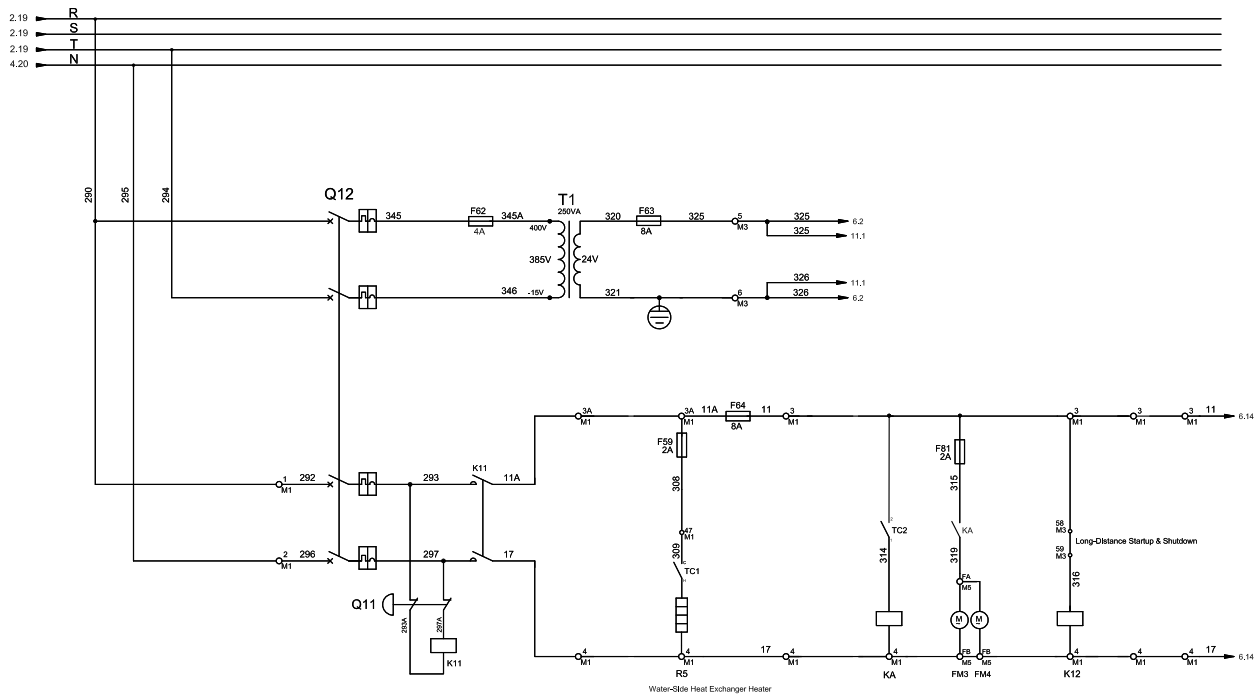 2.19 R
2.19 S
2.19 T
4.20 N
290
295
294
Q12
345
F62
4A
345A
T1
250VA
400V
385V
24V
346
-15V
320
F63
8A
325
5
M3
325
6.2
325
11.1
321
6
M3
326
11.1
326
6.2
1
M1
292
293
K11
11A
2
M1
296
297
17
Q11
293A
297A
K11
3A
M1
3A
M1
11A
F64
8A
11
3
M1
3
M1
3
M1
3
M1
11
6.14
F59
2A
308
47
M1
309
TC1
TC2
314
F81
2A
315
KA
319
FA
M5
M
M
58
M3
Long-Distance Startup & Shutdown
59
M3
316
4
M1
4
M1
17
4
M1
4
M1
FB
M5
FB
M5
4
M1
4
M1
4
M1
17
6.14
R5
KA
FM3
FM4
K12
Water-Side Heat Exchanger Heater